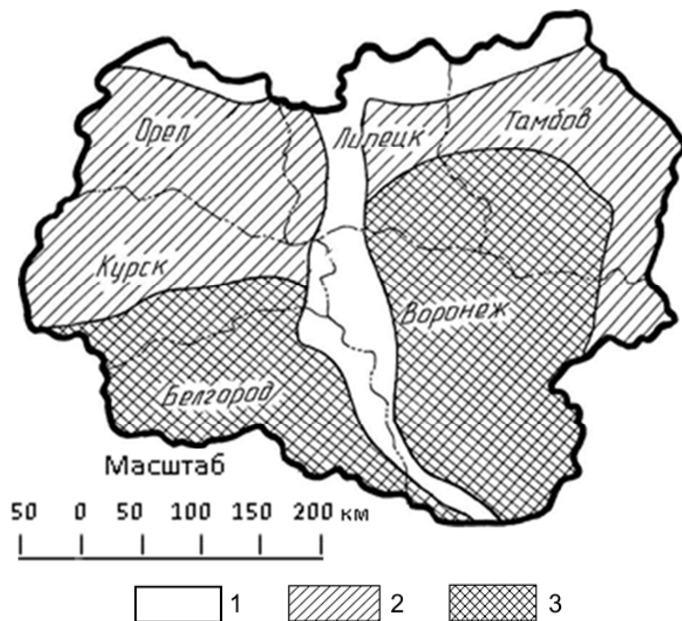 Орел
Липецк
Тамбов
Курск
Воронеж
Белгород
Масштаб
50 0 50 100 150 200 км
1 2 3